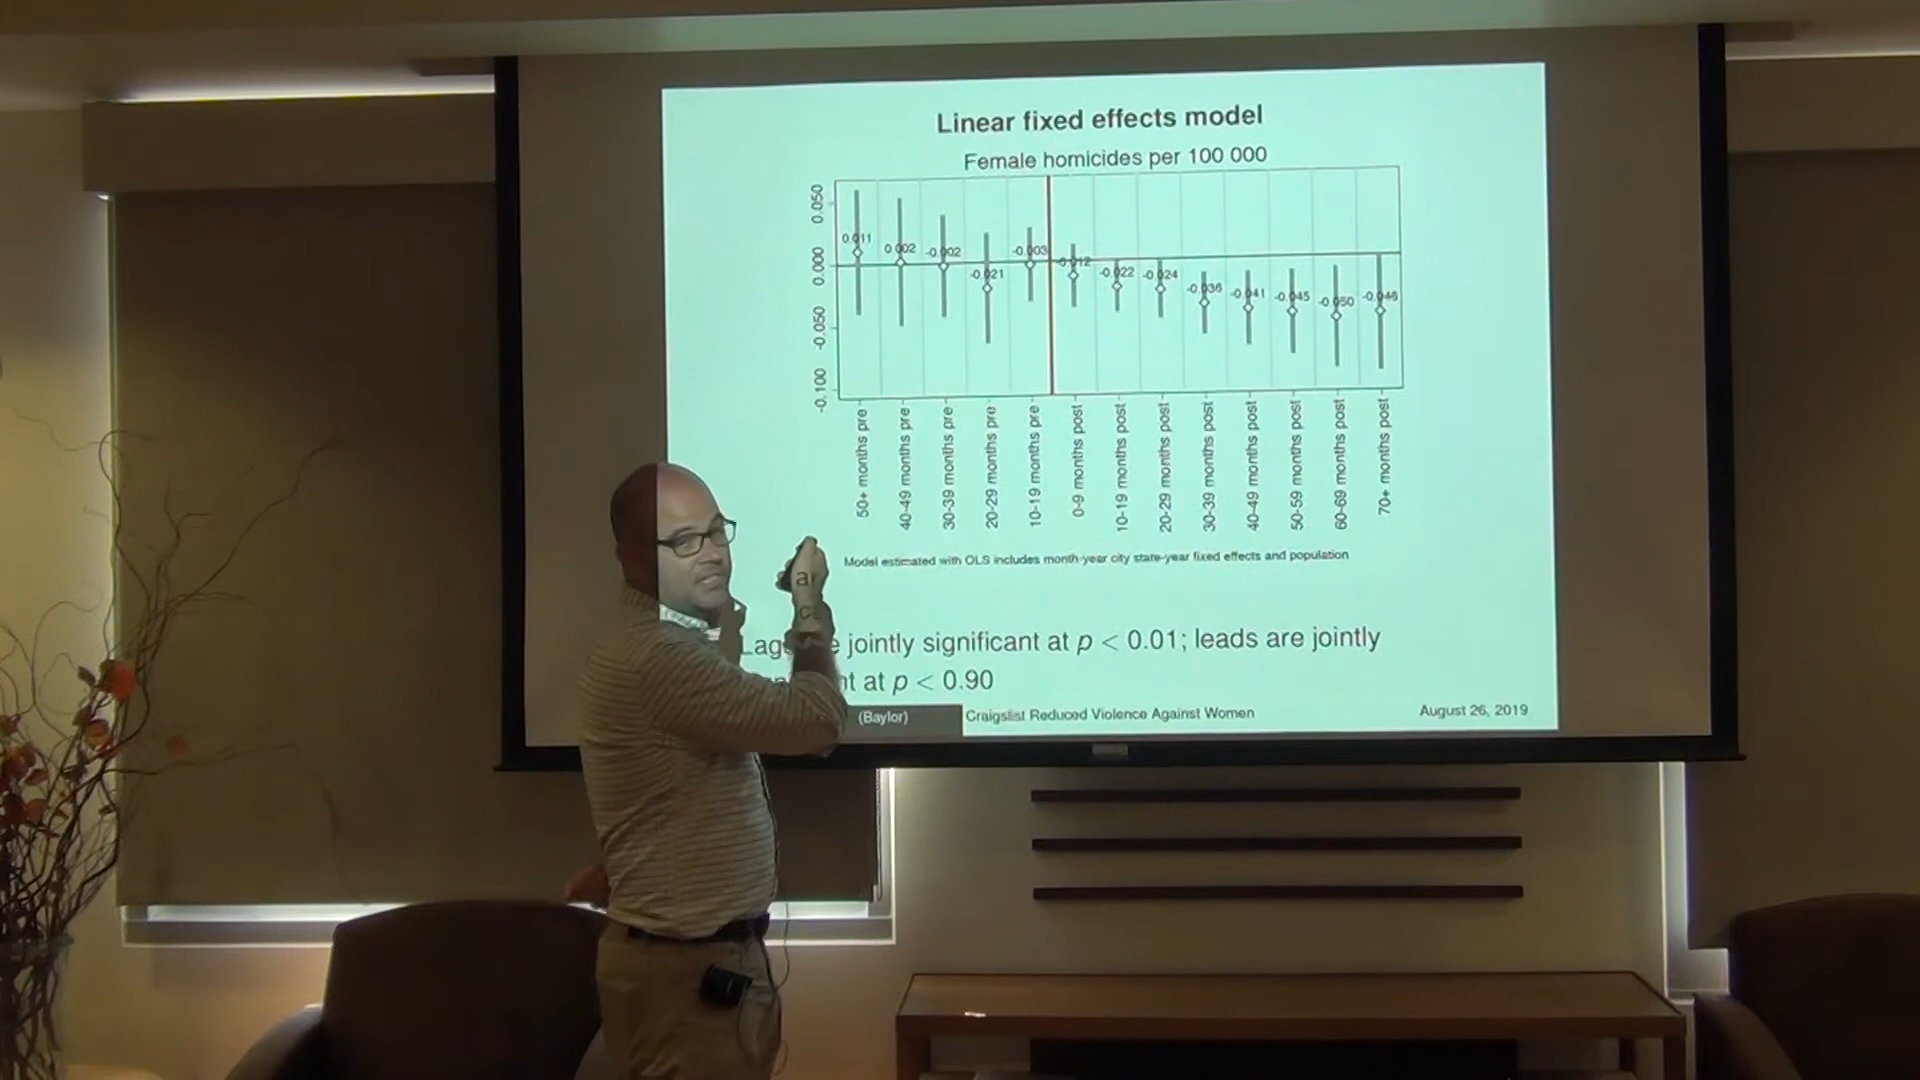 Linear fixed effects model
Female homicides per 100 000
0.050
0.000
-0.050
-0.100
0.011
0.002
-0.002
-0.021
-0.003
-0.012
-0.022
-0.024
-0.036
-0.041
-0.045
-0.050
-0.046
50+ months pre
40-49 months pre
30-39 months pre
20-29 months pre
10-19 months pre
0-9 months post
10-19 months post
20-29 months post
30-39 months post
40-49 months post
50-59 months post
60-69 months post
70+ months post
Model estimated with OLS includes month-year city state-year fixed effects and population
jointly significant at p < 0.01; leads are jointly
at p < 0.90
(Baylor)
Craigslist Reduced Violence Against Women
August 26, 2019